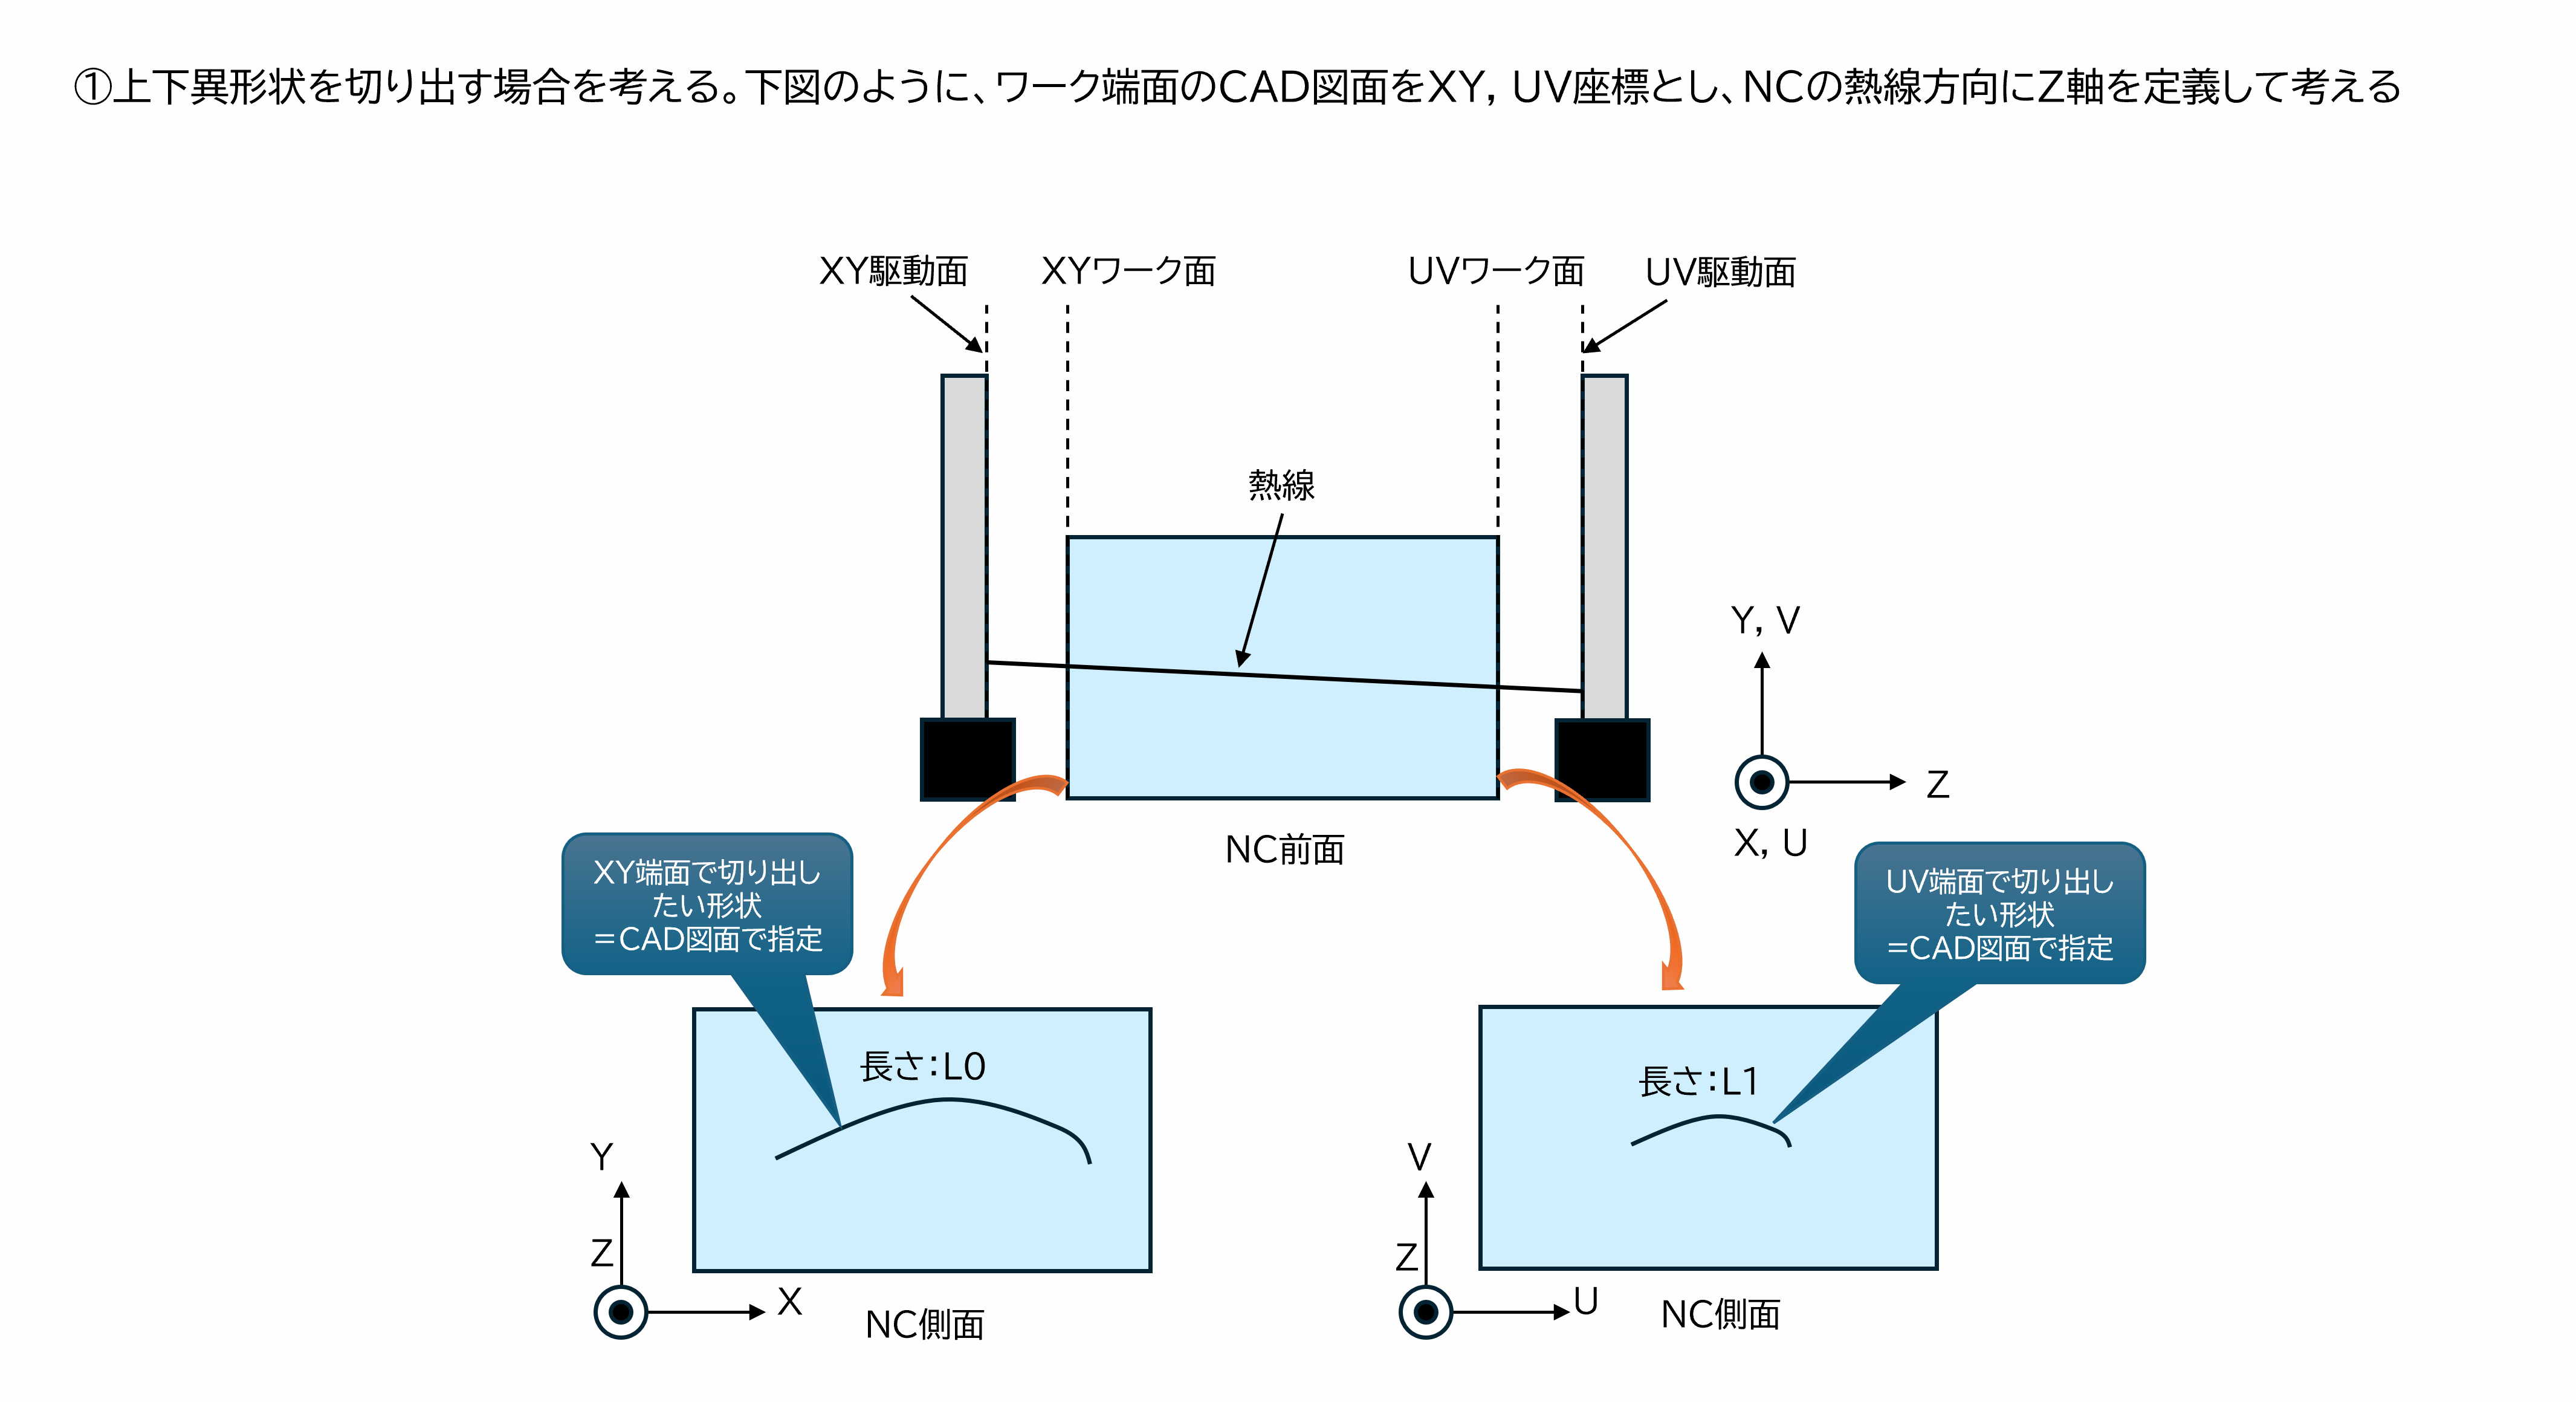 ①上下異形状を切り出す場合を考える。下図のように、ワーク端面のCAD図面をXY, UV座標とし、NCの熱線方向にZ軸を定義して考える
XY駆動面
XYワーク面
UVワーク面
UV駆動面
熱線
Y, V
Z
X, U
NC前面
XY端面で切り出し
たい形状
=CAD図面で指定
UV端面で切り出し
たい形状
=CAD図面で指定
長さ:L0
長さ:L1
Y
Z
X
NC側面
V
Z
U
NC側面